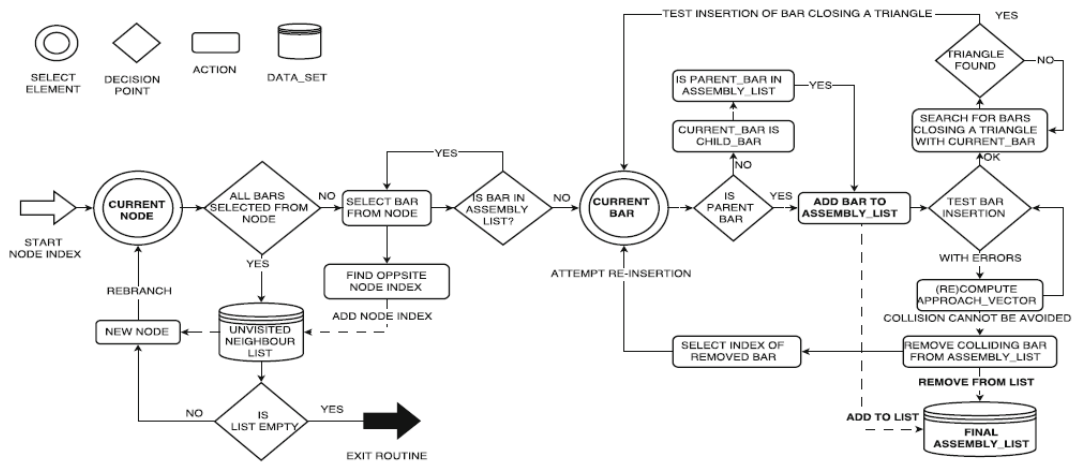 TEST INSERTION OF BAR CLOSING A TRIANGLE
YES
SELECT
ELEMENT
DECISION
POINT
ACTION
DATA_SET
TRIANGLE
FOUND
NO
IS PARENT_BAR IN
ASSEMBLY_LIST
YES
CURRENT_BAR IS
CHILD_BAR
SEARCH FOR BARS
CLOSING A TRIANGLE
WITH CURRENT_BAR
YES
NO
OK
START
NODE INDEX
CURRENT
NODE
ALL BARS
SELECTED FROM
NODE
NO
SELECT BAR
FROM NODE
IS BAR IN
ASSEMBLY
LIST?
NO
CURRENT
BAR
IS
PARENT
BAR
YES
ADD BAR TO
ASSEMBLY_LIST
TEST BAR
INSERTION
YES
WITH ERRORS
FIND OPPSITE
NODE INDEX
ATTEMPT RE-INSERTION
REBRANCH
ADD NODE INDEX
(RE)COMPUTE
APPROACH_VECTOR
COLLISION CANNOT BE AVOIDED
NEW NODE
UNVISITED
NEIGHBOUR
LIST
SELECT INDEX OF
REMOVED BAR
REMOVE COLLIDING BAR
FROM ASSEMBLY_LIST
REMOVE FROM LIST
NO
IS
LIST EMPTY
YES
EXIT ROUTINE
ADD TO LIST
FINAL
ASSEMBLY_LIST